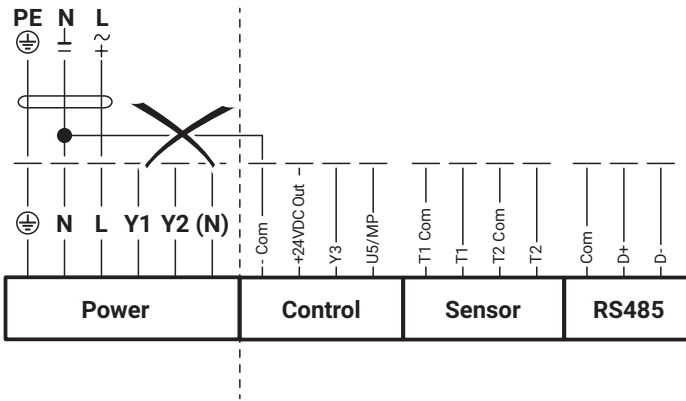 PE N L
N L Y1 Y2 (N)
- Com
+24VDC Out
Y3
U5/MP
T1 Com
T1
T2 Com
T2
Com
D+
D-
Power Control Sensor RS485